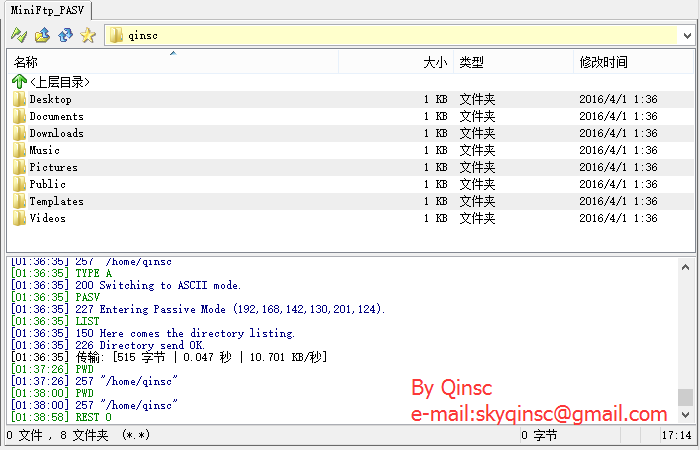 MiniFtp_PASV
qinsc
名称 大小 类型 修改时间
<上层目录>
Desktop 1 KB 文件夹 2016/4/1 1:36
Documents 1 KB 文件夹 2016/4/1 1:36
Downloads 1 KB 文件夹 2016/4/1 1:36
Music 1 KB 文件夹 2016/4/1 1:36
Pictures 1 KB 文件夹 2016/4/1 1:36
Public 1 KB 文件夹 2016/4/1 1:36
Templates 1 KB 文件夹 2016/4/1 1:36
Videos 1 KB 文件夹 2016/4/1 1:36
[01:36:35] 257 "/home/qinsc"
[01:36:35] TYPE A
[01:36:35] 200 Switching to ASCII mode.
[01:36:35] PASV
[01:36:35] 227 Entering Passive Mode (192,168,142,130,201,124).
[01:36:35] LIST
[01:36:35] 150 Here comes the directory listing.
[01:36:35] 226 Directory send OK.
[01:36:35] 传输: [515 字节 | 0.047 秒 | 10.701 KB/秒]
[01:37:26] PWD
[01:37:26] 257 "/home/qinsc"
[01:38:00] PWD
[01:38:00] 257 "/home/qinsc"
[01:38:58] REST 0
By Qinsc
e-mail:skyqinsc@gmail.com
0 文件 , 8 文件夹 (*.*) 0 字节 17:14